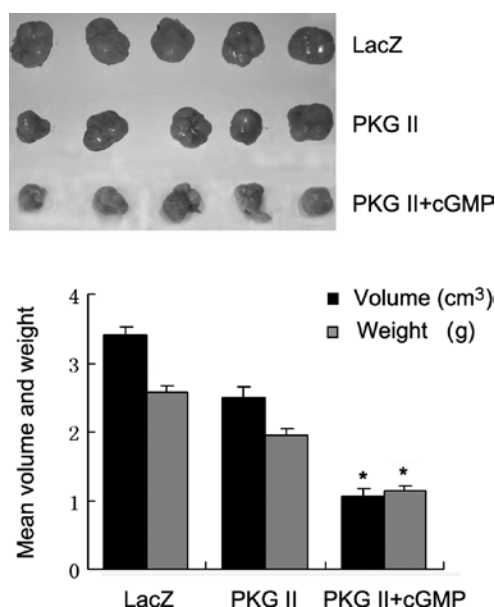 LacZ
PKG II
PKG II+cGMP
Volume (cm³)
Weight (g)
Mean volume and weight
4
3
2
1
0
* *
LacZ PKG II PKG II+cGMP